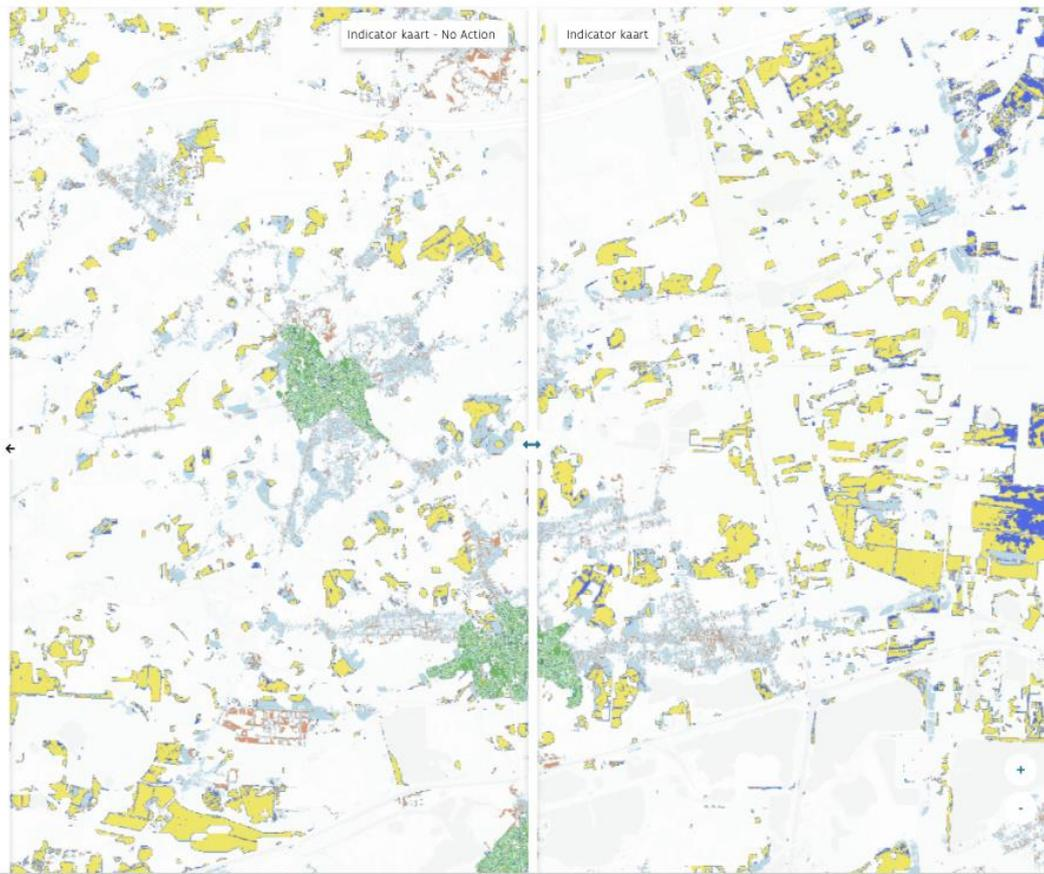 Indicator kaart - No Action
Indicator kaart
+
-